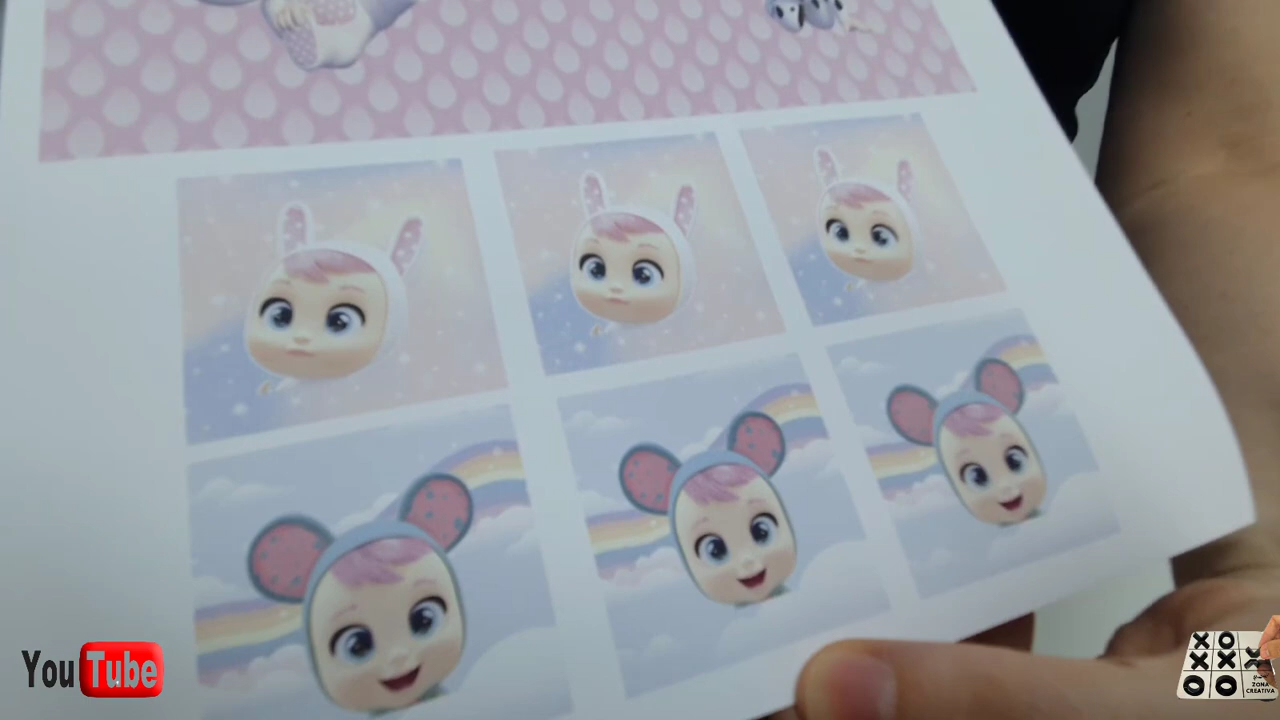 YouTube
X O
X X X
O O
ZONA
CREATIVA